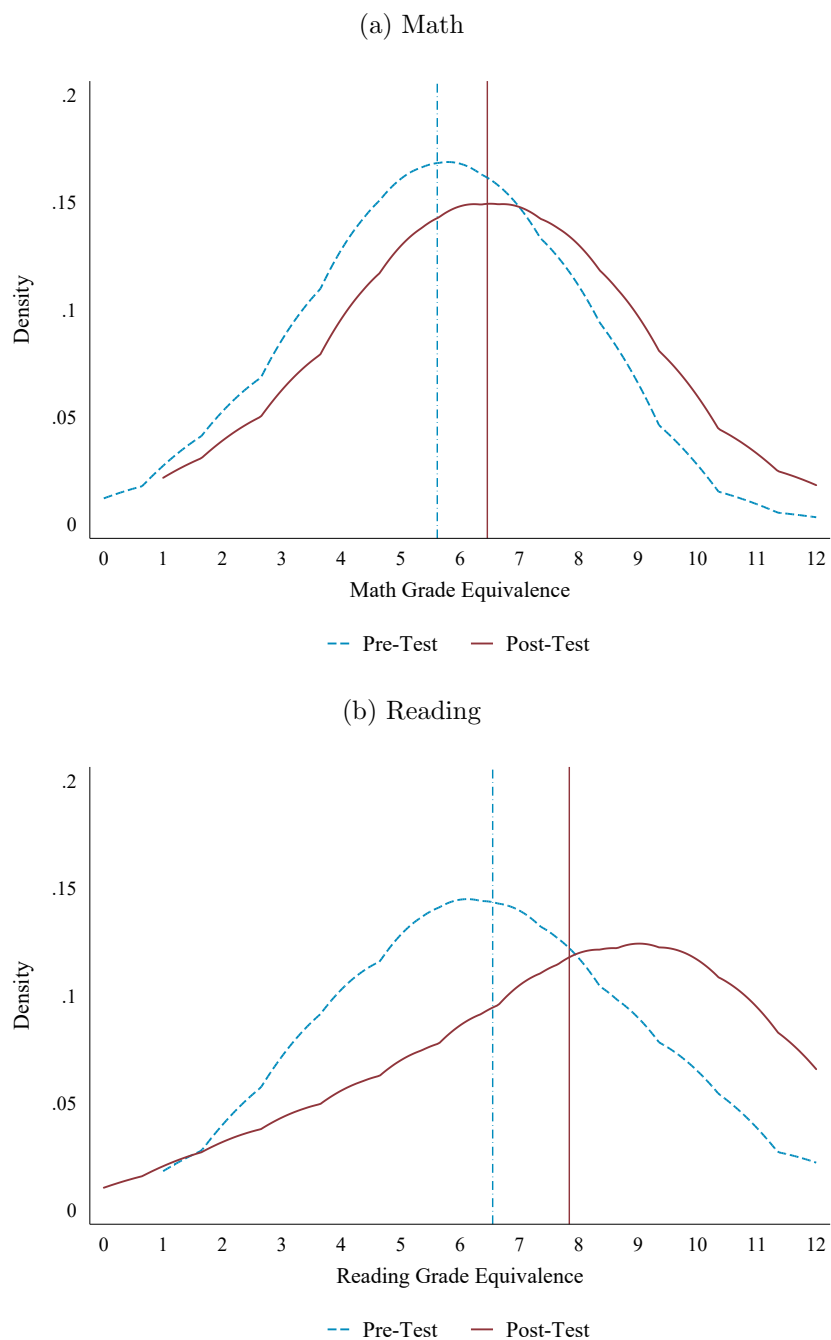 (a) Math
.2
.15
.1
.05
0
Density
0 1 2 3 4 5 6 7 8 9 10 11 12
Math Grade Equivalence
Pre-Test Post-Test
(b) Reading
.2
.15
.1
.05
0
Density
0 1 2 3 4 5 6 7 8 9 10 11 12
Reading Grade Equivalence
Pre-Test Post-Test